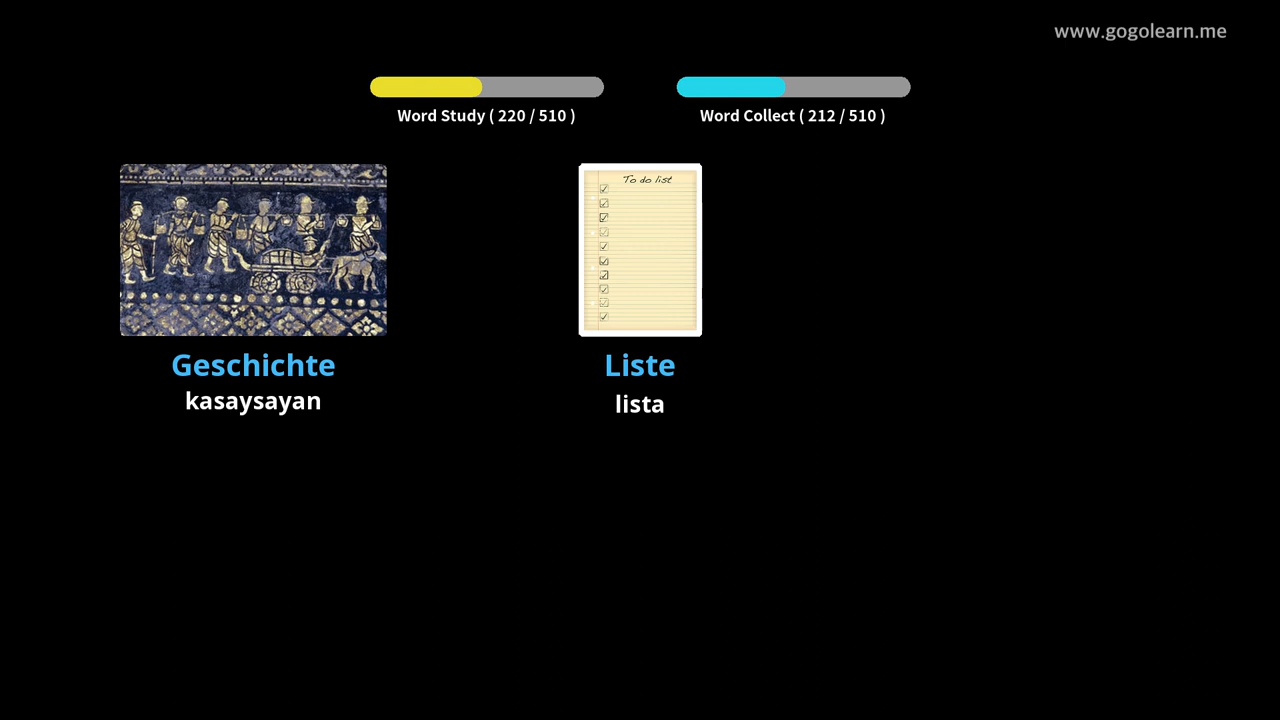 www.gogolearn.me
Word Study ( 220 / 510 )
Word Collect ( 212 / 510 )
To do list
Geschichte
kasaysayan
Liste
lista